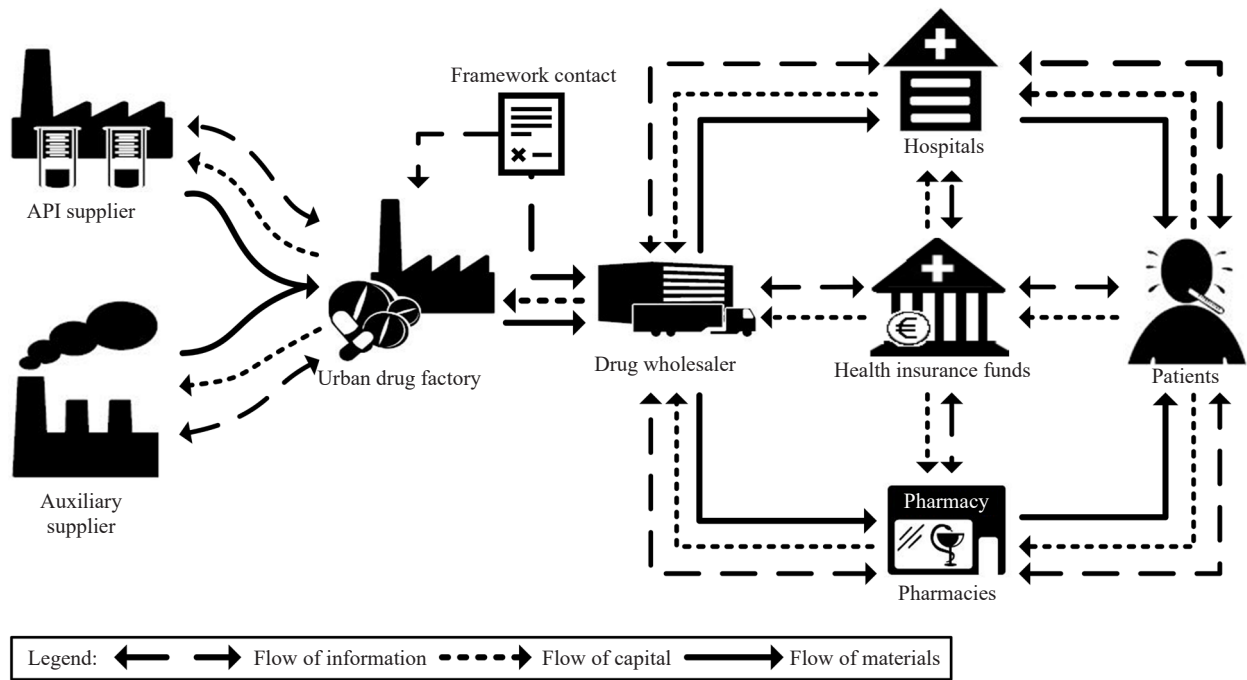 Framework contact
Hospitals
API supplier
Urban drug factory
Drug wholesaler
€
Health insurance funds
Patients
Auxiliary
supplier
Pharmacy
Pharmacies
Legend: Flow of information Flow of capital Flow of materials